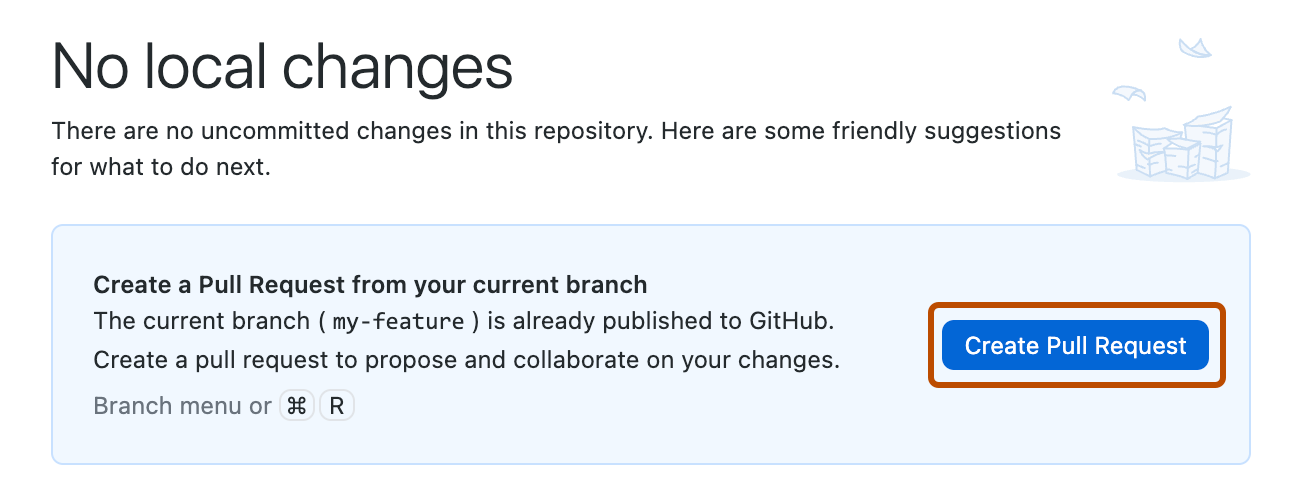 No local changes
There are no uncommitted changes in this repository. Here are some friendly suggestions
for what to do next.
Create a Pull Request from your current branch
The current branch ( my-feature ) is already published to GitHub.
Create a pull request to propose and collaborate on your changes.
Create Pull Request
Branch menu or ⌘ R